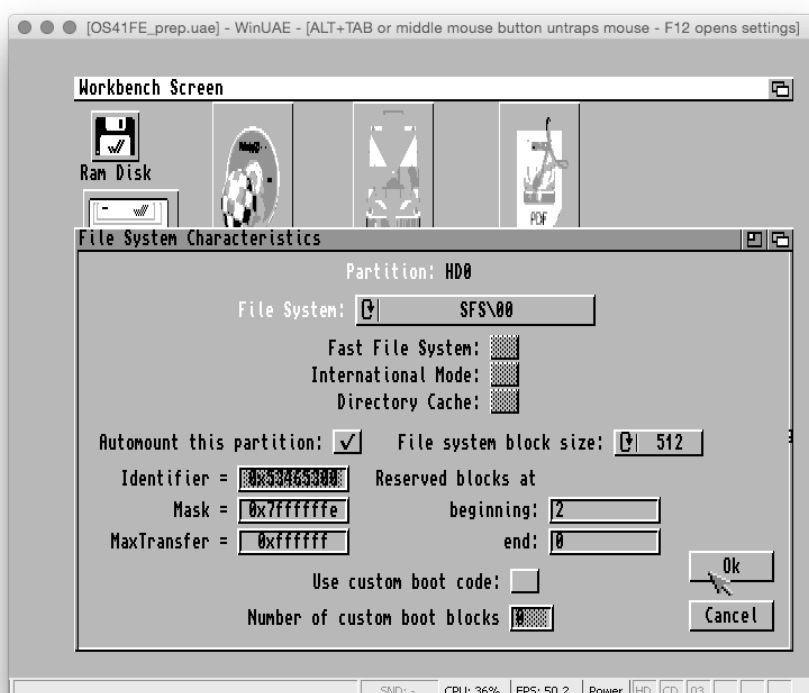 [OS41FE_prep.uae] - WinUAE - [ALT+TAB or middle mouse button untraps mouse - F12 opens settings]
Workbench Screen
Ram Disk
PDF
File System Characteristics
Partition: HD0
File System: SFS\00
Fast File System:
International Mode:
Directory Cache:
Automount this partition: File system block size: 512
Identifier = 0x53465300 Reserved blocks at
Mask = 0x7ffffffe beginning: 2
MaxTransfer = 0xffffff end: 0
Use custom boot code: Ok
Number of custom boot blocks 0 Cancel
SND: - CPU: 36% FPS: 50.2 Power HD CD 03